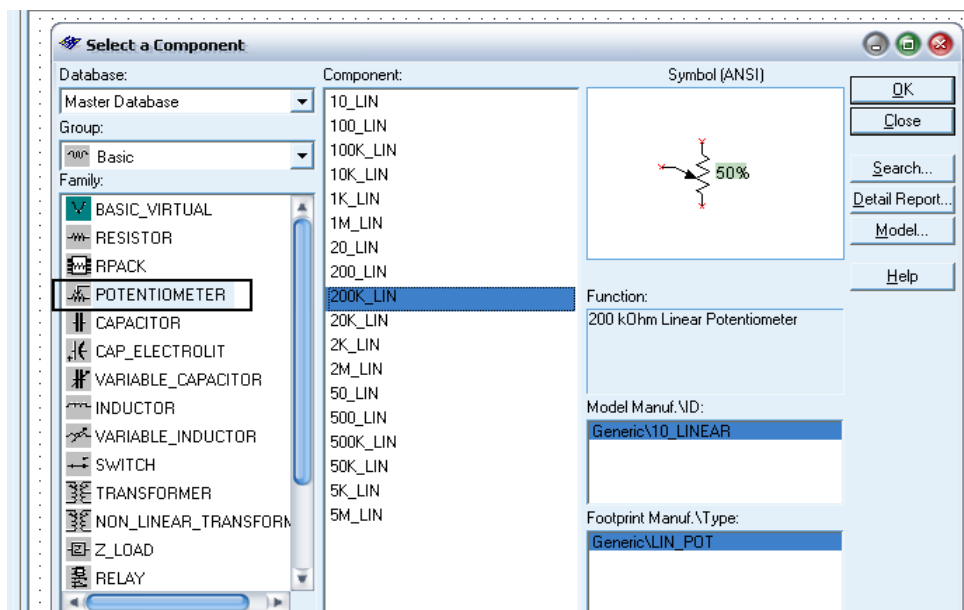 Select a Component
Database:
Master Database
Group:
Basic
Family:
BASIC_VIRTUAL
RESISTOR
RPACK
POTENTIOMETER
CAPACITOR
CAP_ELECTROLIT
VARIABLE_CAPACITOR
INDUCTOR
VARIABLE_INDUCTOR
SWITCH
TRANSFORMER
NON_LINEAR_TRANSFORM
Z_LOAD
RELAY
Component:
10_LIN
100_LIN
100K_LIN
10K_LIN
1K_LIN
1M_LIN
20_LIN
200_LIN
200K_LIN
20K_LIN
2K_LIN
2M_LIN
50_LIN
500_LIN
500K_LIN
50K_LIN
5K_LIN
5M_LIN
Symbol (ANSI)
50%
Function:
200 kOhm Linear Potentiometer
Model Manuf.\ID:
Generic\10_LINEAR
Footprint Manuf.\Type:
Generic\LIN_POT
OK
Close
Search...
Detail Report...
Model...
Help